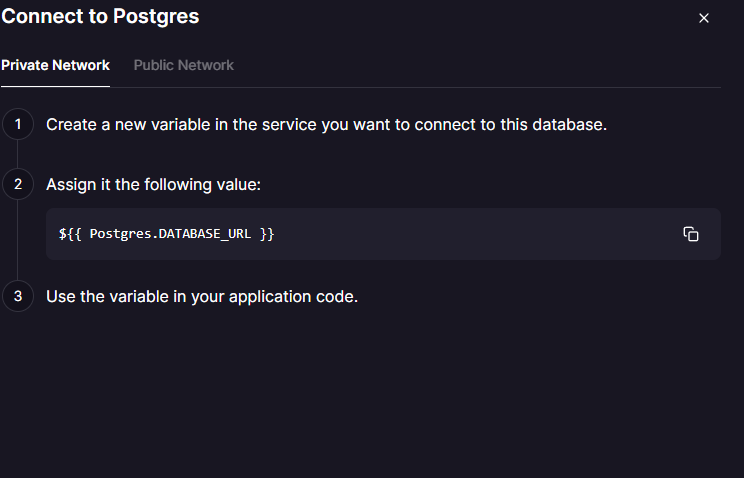 Connect to Postgres
Private Network
Public Network
1
Create a new variable in the service you want to connect to this database.
2
Assign it the following value:
${{ Postgres.DATABASE_URL }}
3
Use the variable in your application code.